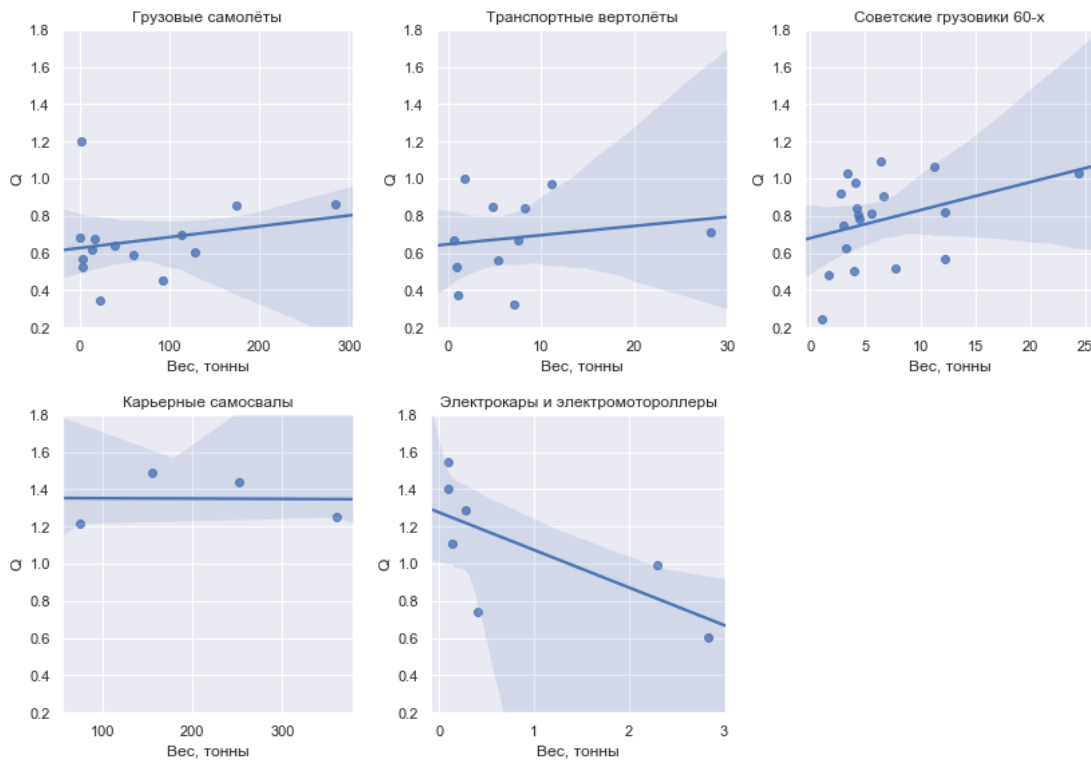 Грузовые самолёты
1.8
1.6
1.4
1.2
1.0
0.8
0.6
0.4
0.2
Q
0 100 200 300
Вес, тонны
Транспортные вертолёты
1.8
1.6
1.4
1.2
1.0
0.8
0.6
0.4
0.2
Q
0 10 20 30
Вес, тонны
Советские грузовики 60-х
1.8
1.6
1.4
1.2
1.0
0.8
0.6
0.4
0.2
Q
0 5 10 15 20 25
Вес, тонны
Карьерные самосвалы
1.8
1.6
1.4
1.2
1.0
0.8
0.6
0.4
0.2
Q
100 200 300
Вес, тонны
Электрокары и электромотороллеры
1.8
1.6
1.4
1.2
1.0
0.8
0.6
0.4
0.2
Q
0 1 2 3
Вес, тонны